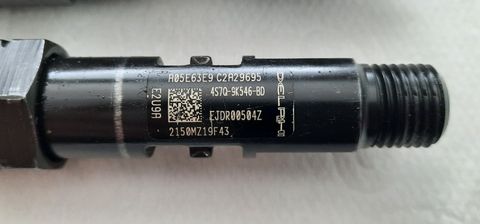 A05E63E9 C2A29695
4S7Q-9K546-BD
EJDR00504Z
2150MZ19F43
E2U9A
DELPHI